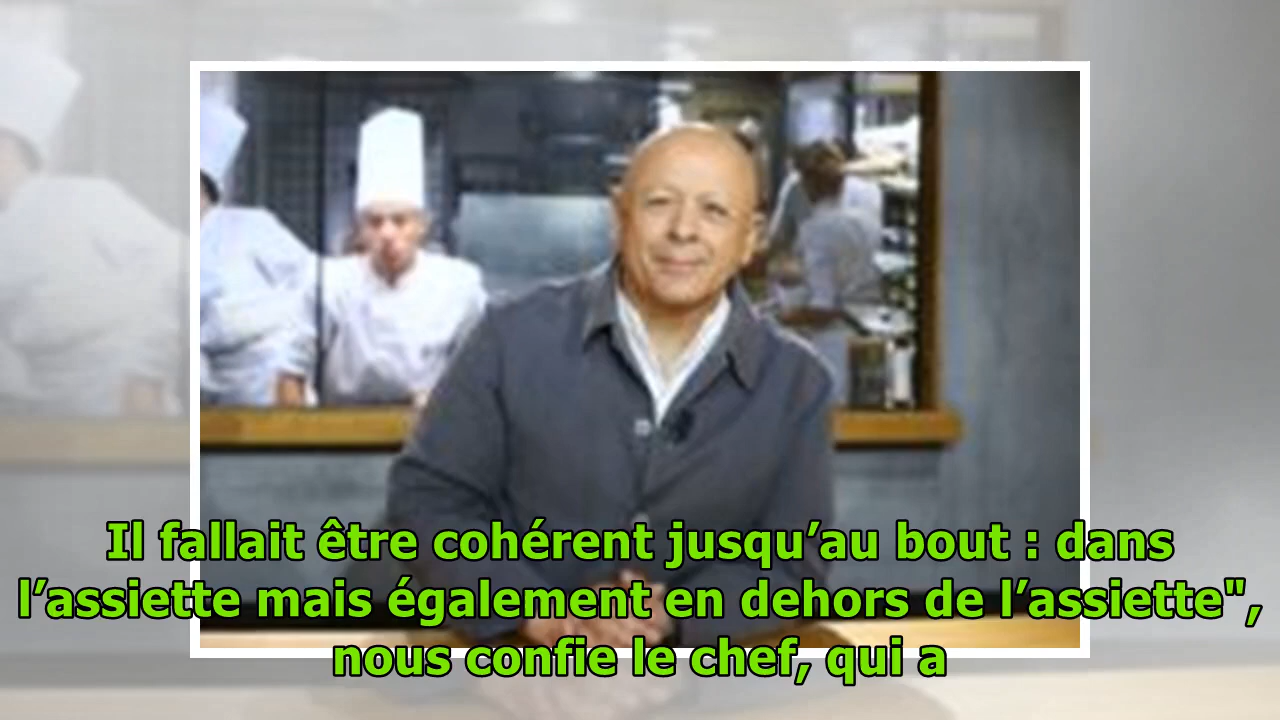 Il fallait être cohérent jusqu’au bout : dans
l’assiette mais également en dehors de l’assiette",
nous confie le chef, qui a